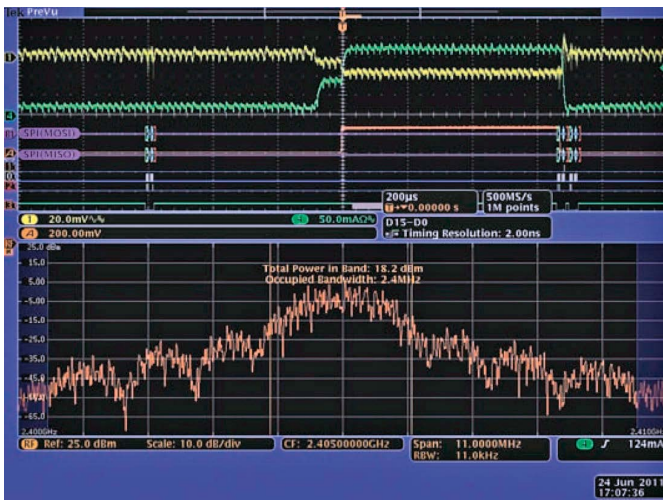 Tek PreVu
SPI(MOSI)
SPI(MISO)
200µs
0.00000 s
500MS/s
1M points
1 20.0mV
4 50.0mAΩ
A 200.00mV
D15-D0
Timing Resolution: 2.00ns
25.0 dBm
15.0
5.00
-5.00
-15.0
-25.0
-35.0
-45.0
-65.0
Total Power in Band: 18.2 dBm
Occupied Bandwidth: 2.4MHz
2.400GHz
2.410GHz
RF Ref: 25.0 dBm Scale: 10.0 dB/div
CF: 2.40500000GHz
Span: 11.0000MHz
RBW: 11.0kHz
124mA
24 Jun 2011
17:07:36